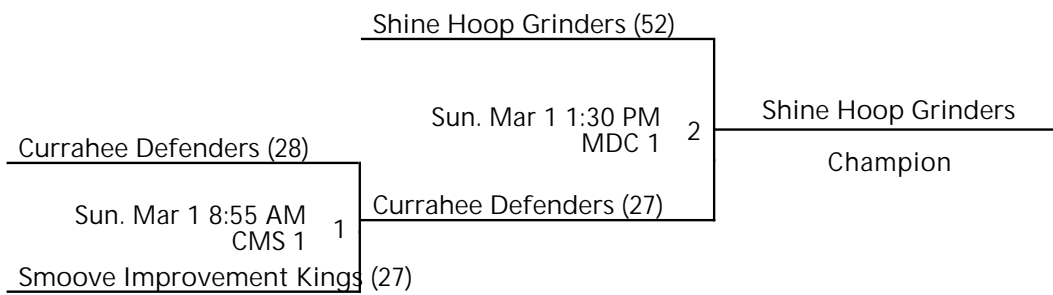 Shine Hoop Grinders (52)
Sun. Mar 1 1:30 PM
MDC 1
2
Shine Hoop Grinders
Champion
Currahee Defenders (28)
Sun. Mar 1 8:55 AM
CMS 1
1
Currahee Defenders (27)
Smoove Improvement Kings (27)